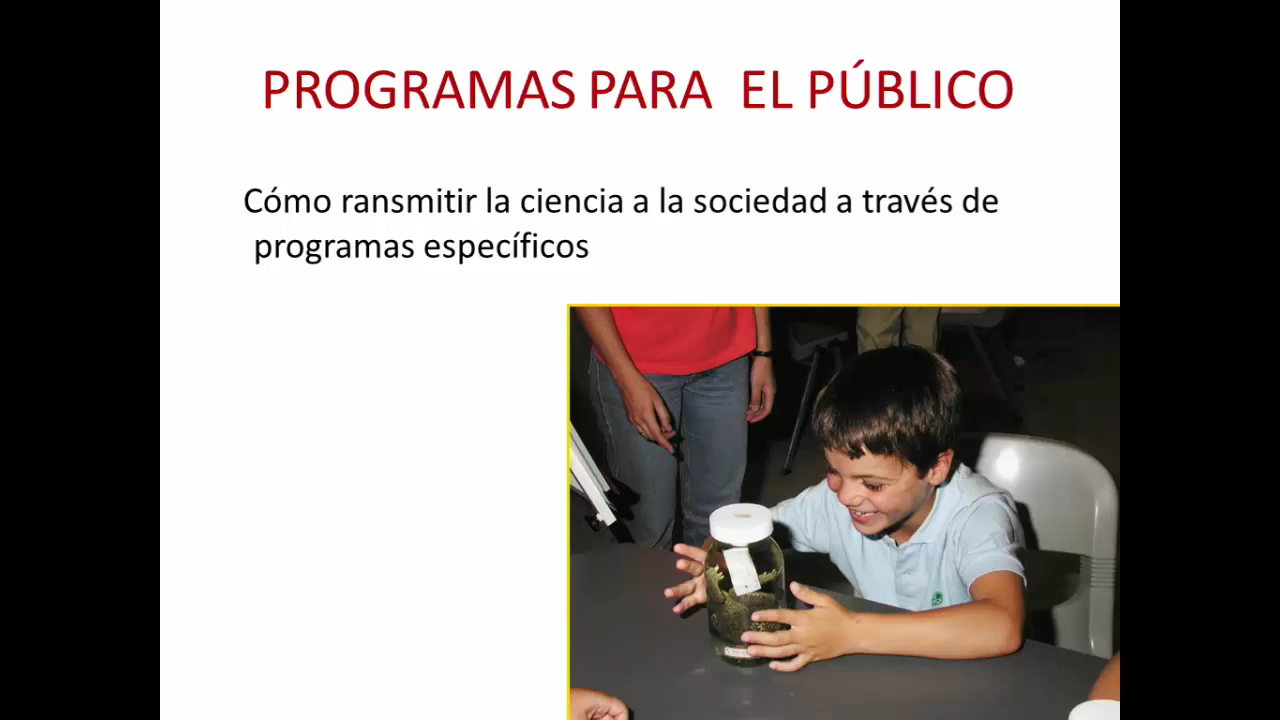 PROGRAMAS PARA EL PÚBLICO
Cómo ransmitir la ciencia a la sociedad a través de
programas específicos